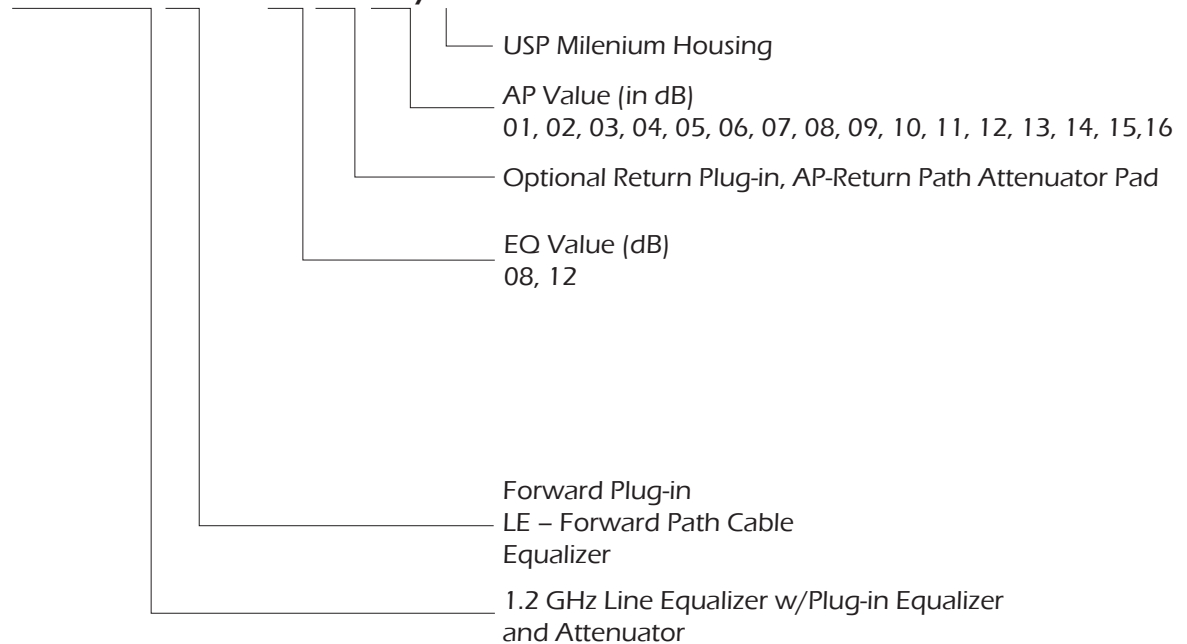 USP Milenium Housing
AP Value (in dB)
01, 02, 03, 04, 05, 06, 07, 08, 09, 10, 11, 12, 13, 14, 15,16
Optional Return Plug-in, AP-Return Path Attenuator Pad
EQ Value (dB)
08, 12
Forward Plug-in
LE – Forward Path Cable
Equalizer
1.2 GHz Line Equalizer w/Plug-in Equalizer
and Attenuator